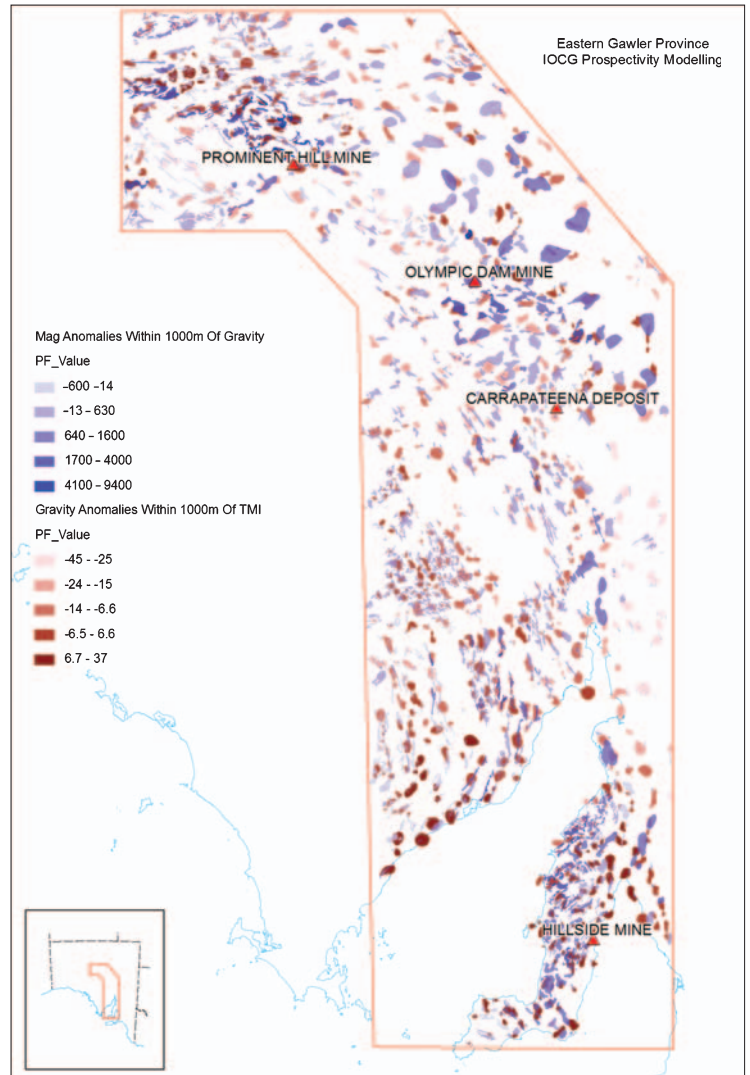 Eastern Gawler Province
IOCG Prospectivity Modelling
PROMINENT HILL MINE
OLYMPIC DAM MINE
Mag Anomalies Within 1000m Of Gravity
PF_Value
–600 –14
–13 – 630
640 – 1600
1700 – 4000
4100 – 9400
CARRAPATEENA DEPOSIT
Gravity Anomalies Within 1000m Of TMI
PF_Value
-45 - -25
-24 - -15
-14 - -6.6
-6.5 - 6.6
6.7 - 37
HILLSIDE MINE